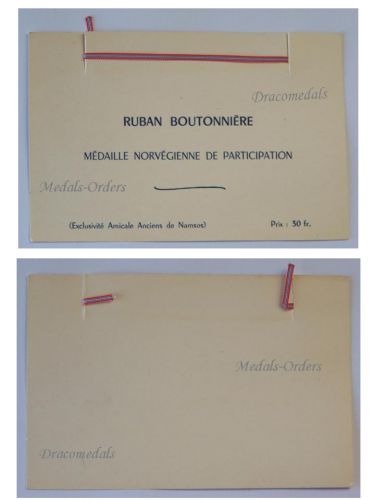 Dracomedals
RUBAN BOUTONNIÈRE
MÉDAILLE NORVÉGIENNE DE PARTICIPATION
Medals-Orders
(Exclusivité Amicale Anciens de Namsos) Prix : 30 fr.
Medals-Orders
Dracomedals